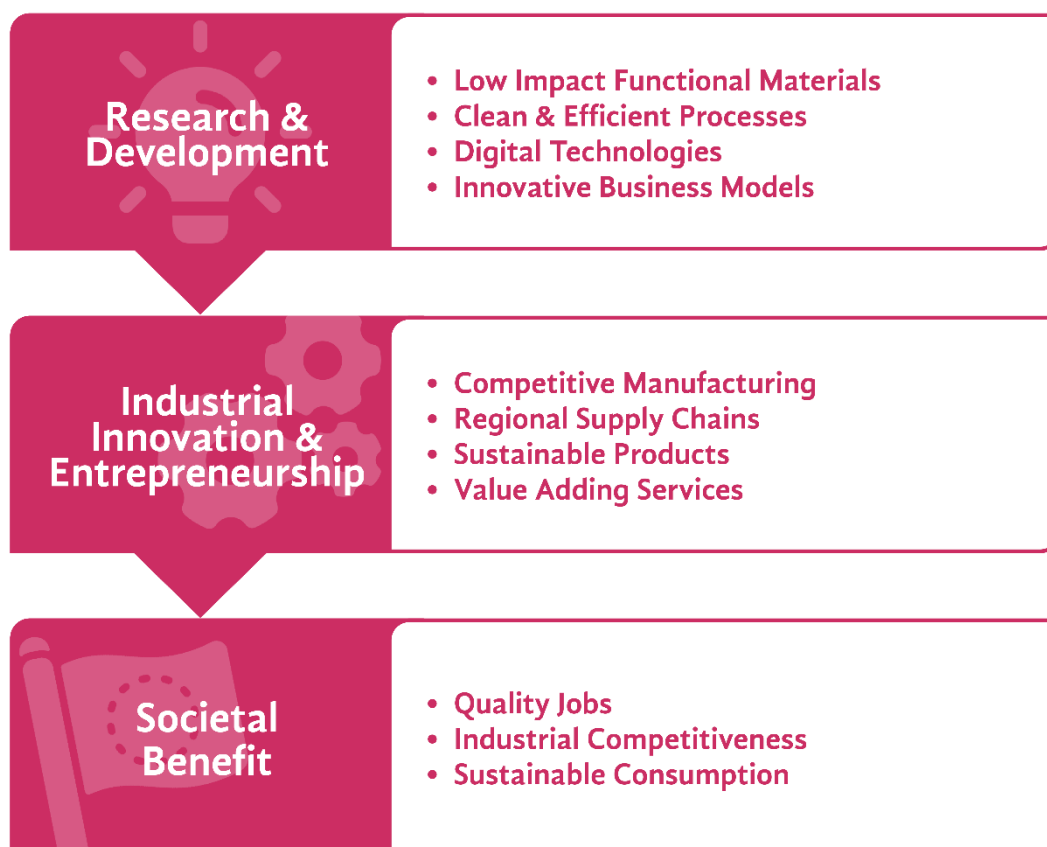 Research &
Development
• Low Impact Functional Materials
• Clean & Efficient Processes
• Digital Technologies
• Innovative Business Models
Industrial
Innovation &
Entrepreneurship
• Competitive Manufacturing
• Regional Supply Chains
• Sustainable Products
• Value Adding Services
Societal
Benefit
• Quality Jobs
• Industrial Competitiveness
• Sustainable Consumption